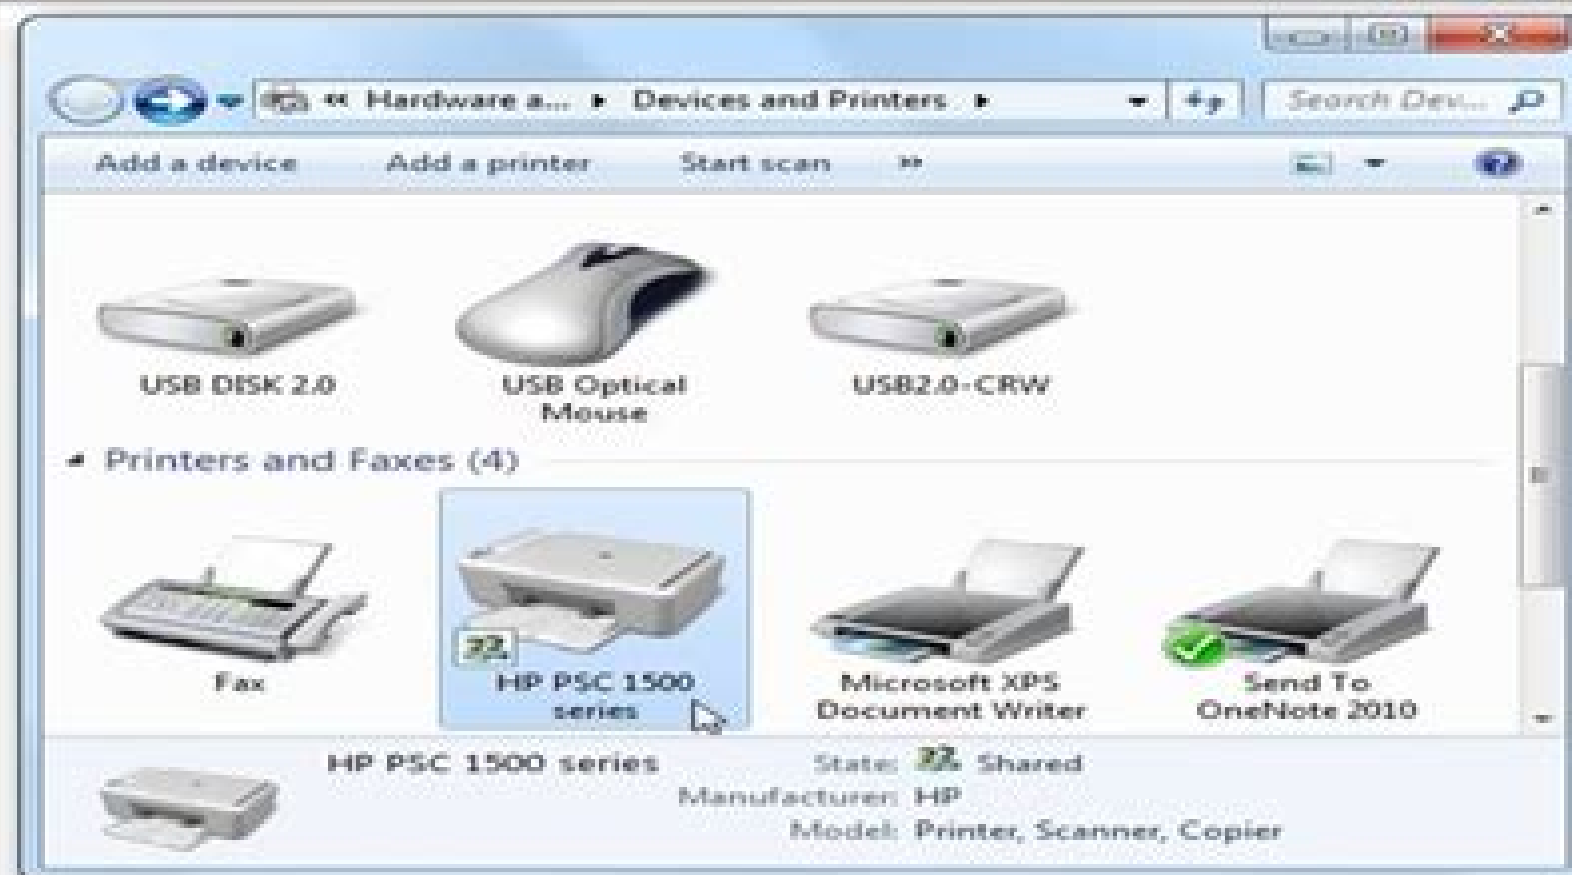 « Hardware a... ▸ Devices and Printers ▸ Search Dev...
Add a device Add a printer Start scan »
USB DISK 2.0
USB Optical
Mouse
USB2.0-CRW
Printers and Faxes (4)
Fax
HP PSC 1500
series
Microsoft XPS
Document Writer
Send To
OneNote 2010
HP PSC 1500 series
State: Shared
Manufacturer: HP
Model: Printer, Scanner, Copier